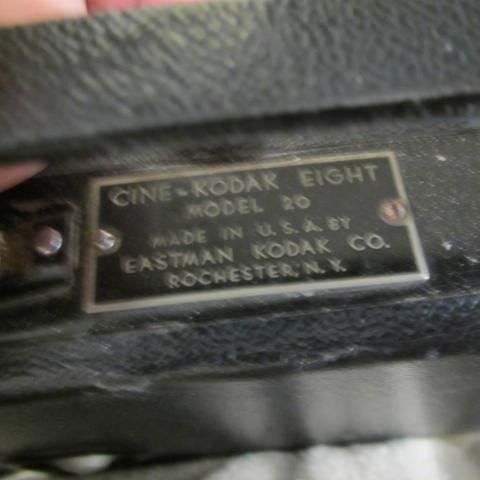 CINE-KODAK EIGHT
MODEL 20
MADE IN U.S.A. BY
EASTMAN KODAK CO.
ROCHESTER, N.Y.